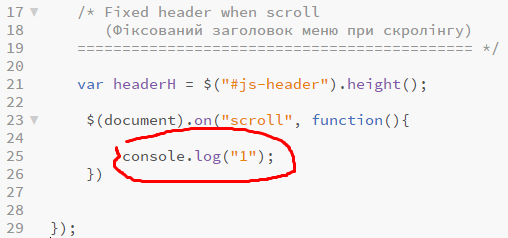 17 /* Fixed header when scroll
18 (Фіксований заголовок меню при скролінгу)
19 ============================================ */
20
21 var headerH = $("#js-header").height();
22
23 $(document).on("scroll", function(){
24
25 console.log("1");
26 })
27
28
29 });